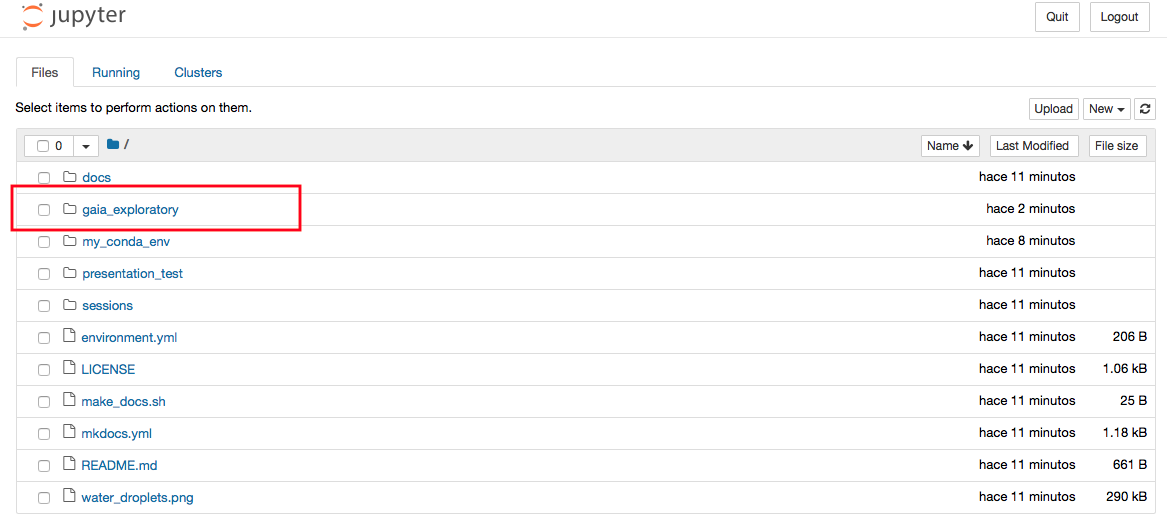 jupyter Quit Logout
Files Running Clusters
Select items to perform actions on them. Upload New
0 / Name Last Modified File size
docs hace 11 minutos
gaia_exploratory hace 2 minutos
my_conda_env hace 8 minutos
presentation_test hace 11 minutos
sessions hace 11 minutos
environment.yml hace 11 minutos 206 B
LICENSE hace 11 minutos 1.06 kB
make_docs.sh hace 11 minutos 25 B
mkdocs.yml hace 11 minutos 1.18 kB
README.md hace 11 minutos 661 B
water_droplets.png hace 11 minutos 290 kB